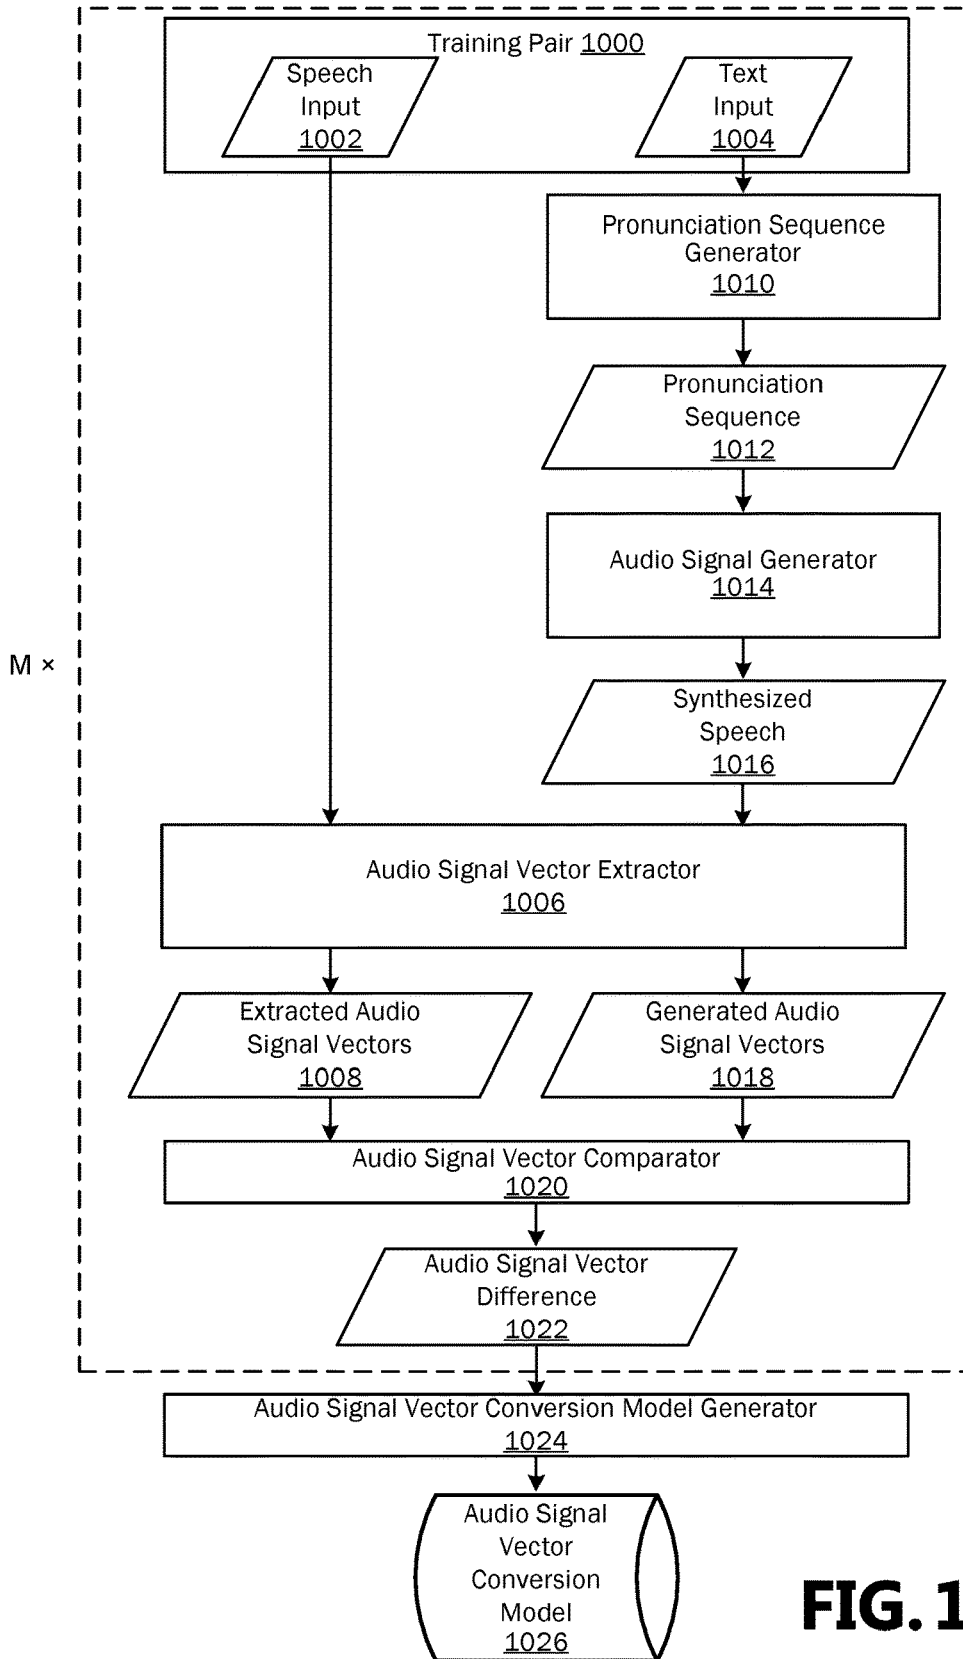 Training Pair 1000
Speech
Input
1002
Text
Input
1004
Pronunciation Sequence
Generator
1010
Pronunciation
Sequence
1012
Audio Signal Generator
1014
M ×
Synthesized
Speech
1016
Audio Signal Vector Extractor
1006
Extracted Audio
Signal Vectors
1008
Generated Audio
Signal Vectors
1018
Audio Signal Vector Comparator
1020
Audio Signal Vector
Difference
1022
Audio Signal Vector Conversion Model Generator
1024
Audio Signal
Vector
Conversion
Model
1026
FIG. 1